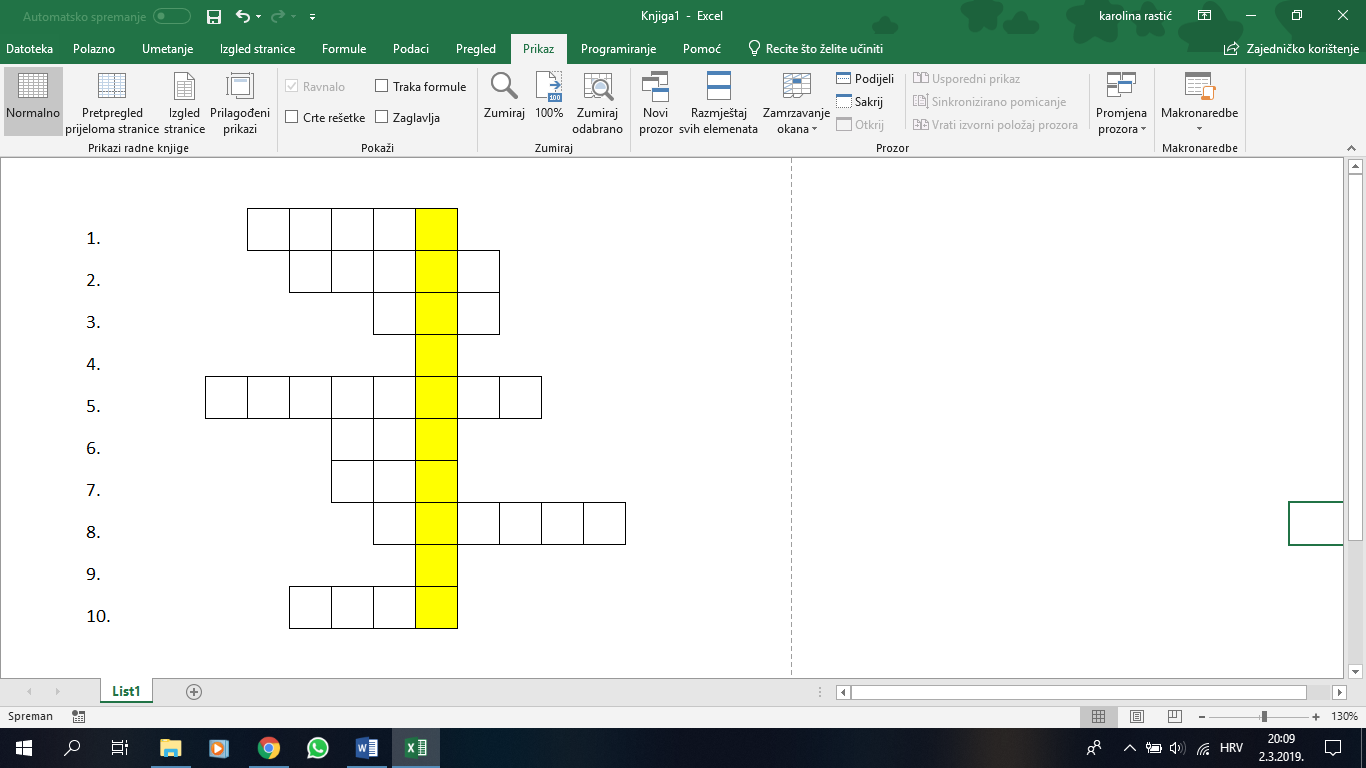 Automatsko spremanje
Knjiga1 - Excel
karolina rastić
Datoteka Polazno Umetanje Izgled stranice Formule Podaci Pregled Prikaz Programiranje Pomoć Recite što želite učiniti Zajedničko korištenje
Normalno
Pretpregled
prijeloma stranice
Izgled
stranice
Prilagođeni
prikazi
Prikazi radne knjige
Ravnalo Traka formule
Crte rešetke Zaglavlja
Pokaži
Zumiraj
100
100%
Zumiraj
odabrano
Zumiraj
Novi
prozor
Razmještaj
svih elemenata
Zamrzavanje
okana
Podijeli
Sakrij
Otkrij
Usporedni prikaz
Sinkronizirano pomicanje
Vrati izvorni položaj prozora
Promjena
prozora
Prozor
Makronaredbe
Makronaredbe
1.
2.
3.
4.
5.
6.
7.
8.
9.
10.
List1
Spreman
130%
HRV
20:09
2.3.2019.